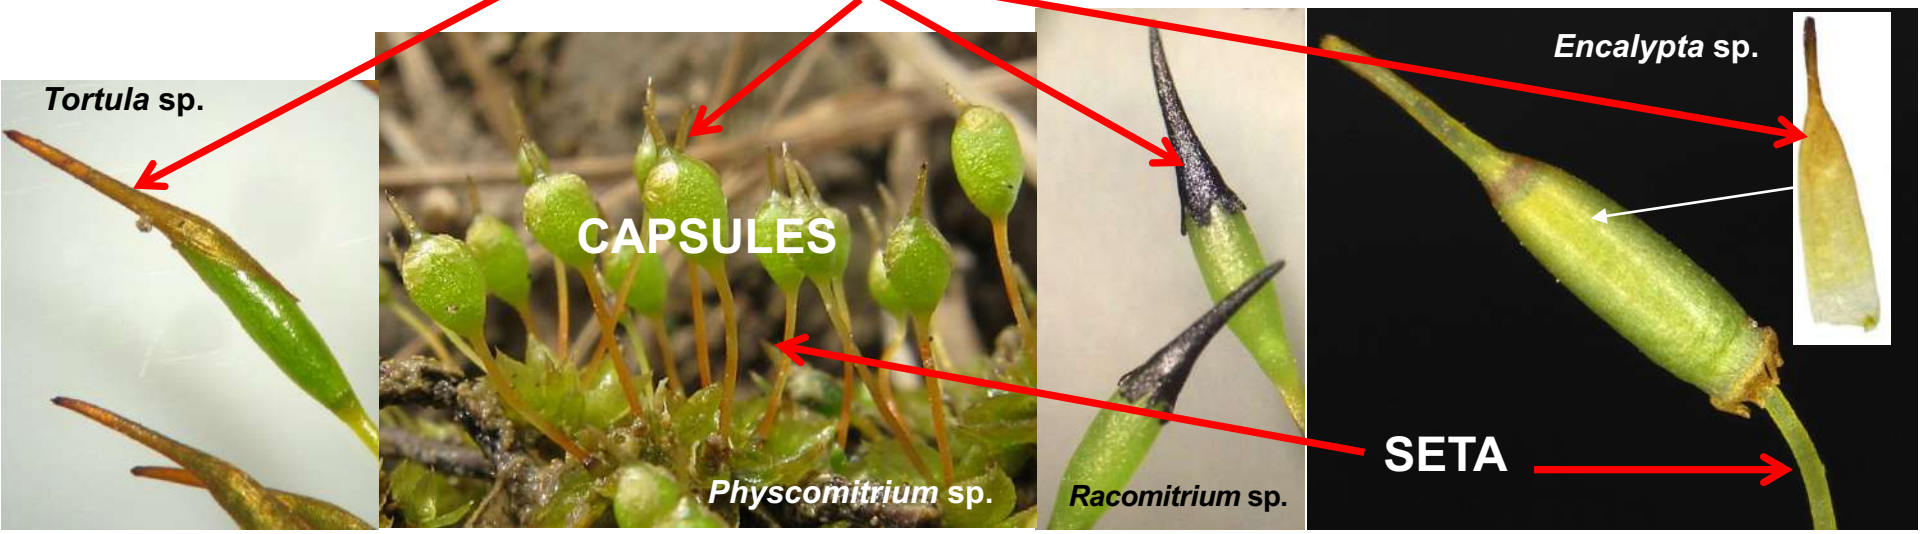 Tortula sp.
Encalypta sp.
CAPSULES
SETA
Physcomitrium sp.
Racomitrium sp.